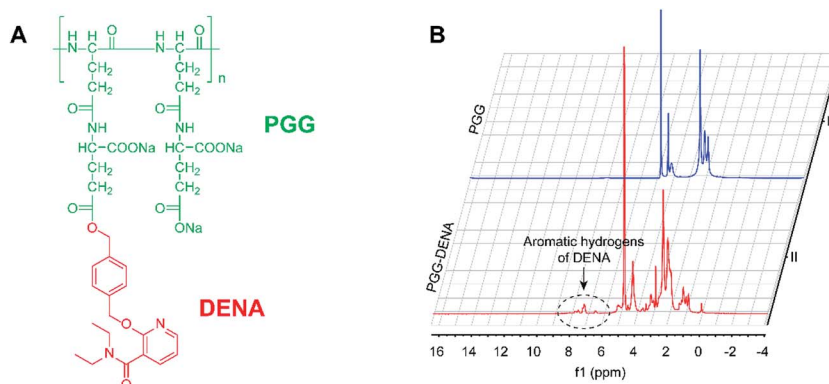 A
B
H
N
H
C
O
C
H
N
H
C
O
C
n
CH2
CH2
CH2
CH2
O
C
O
C
NH
NH
HC
COONa
HC
COONa
CH2
CH2
CH2
CH2
O
C
O
C
O
ONa
PGG
DENA
O
N
N
O
PGG
I
PGG-DENA
II
Aromatic hydrogens
of DENA
16 14 12 10 8 6 4 2 0 -2 -4
f1 (ppm)